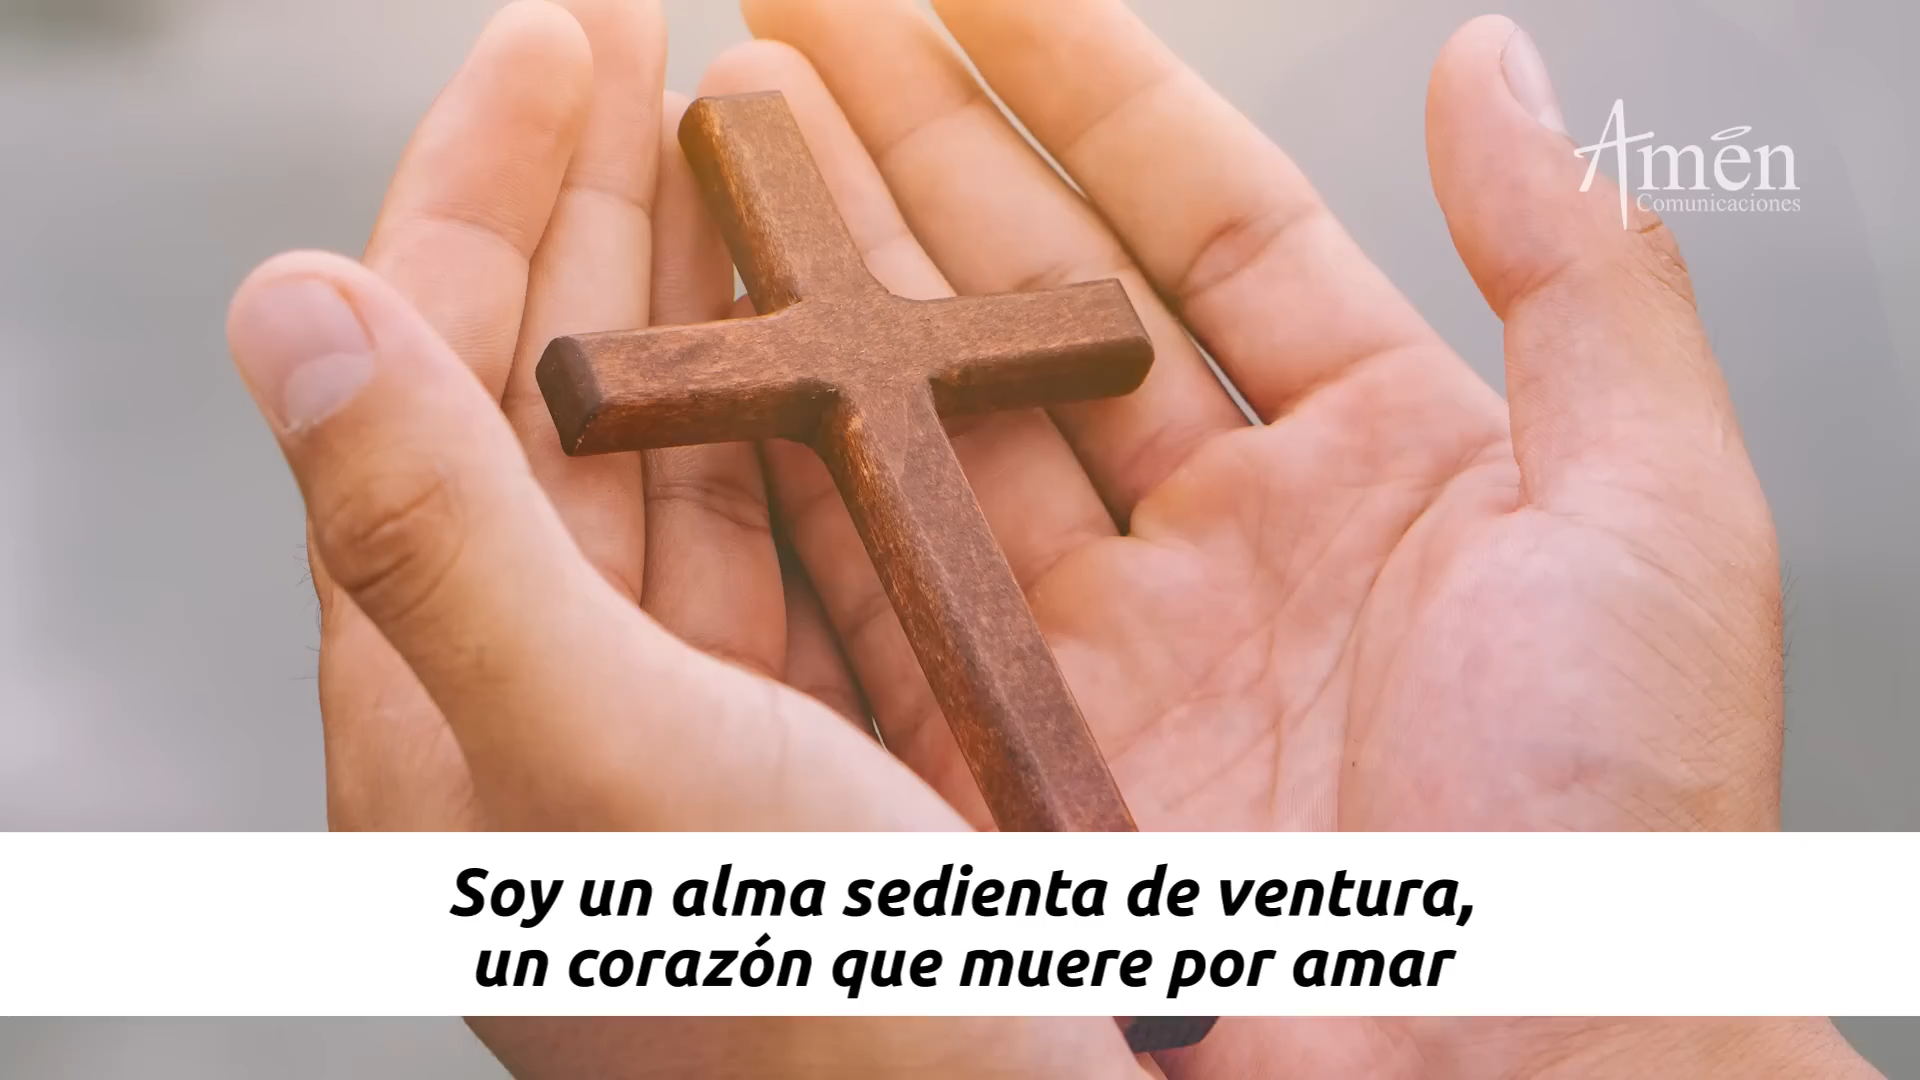 Amén
Comunicaciones
Soy un alma sedienta de ventura,
un corazón que muere por amar